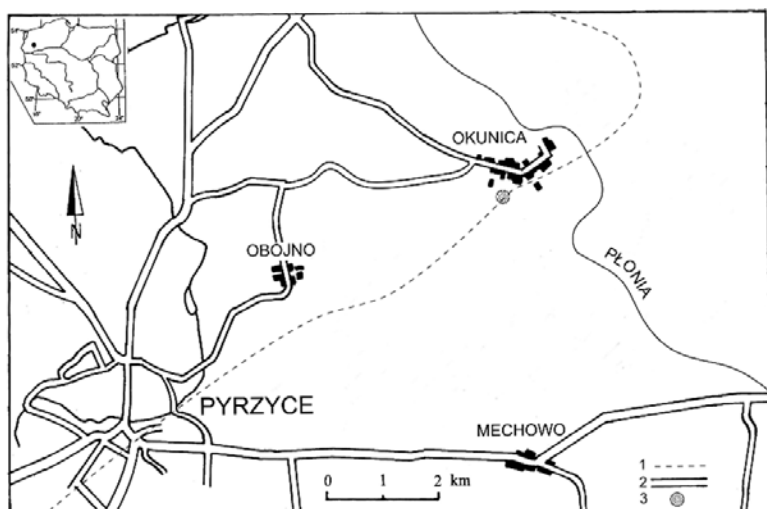 OKUNICA
OBOJNO
PŁONIA
PYRZYCE
MECHOWO
N
0 1 2 km
1
2
3